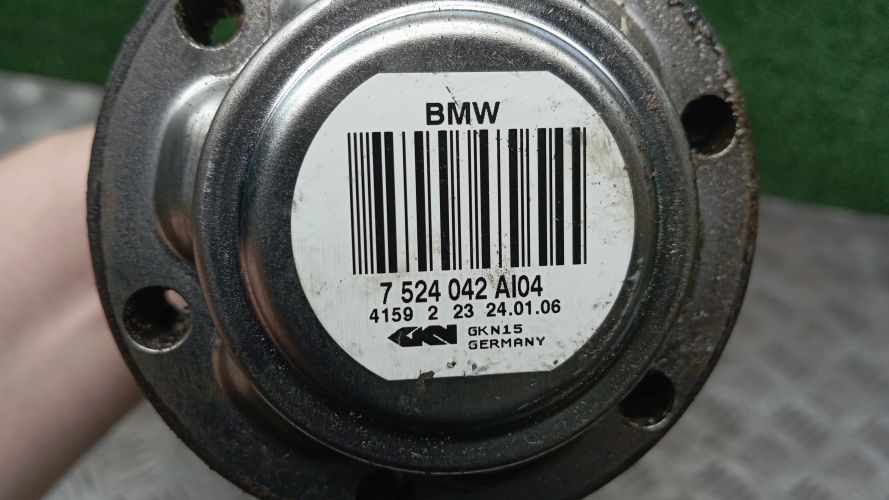 BMW
7 524 042 AI04
4159 2 23 24.01.06
GKN GKN15
GERMANY